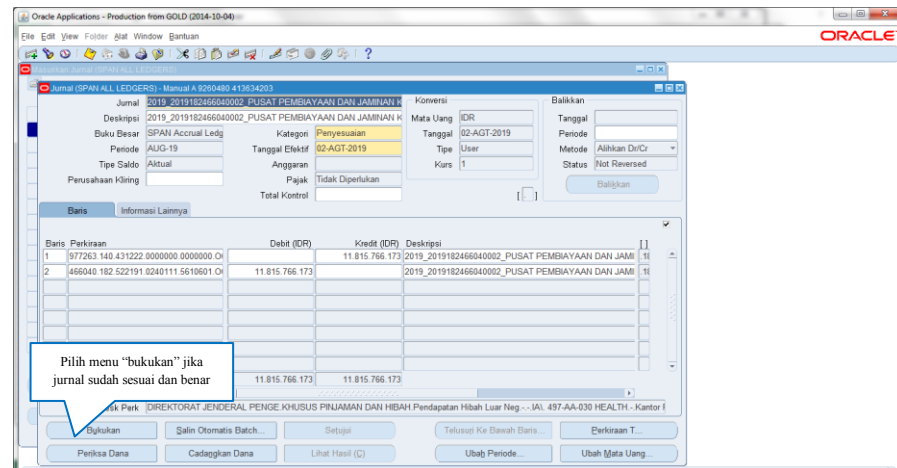 Oracle Applications - Production from GOLD (2014-10-04)
File Edit View Folder Alat Window Bantuan
ORACLE
Jurnal (SPAN ALL LEDGERS) - Manual A 9260480 413634203
Jurnal 2019_2019182466040002_PUSAT PEMBIAYAAN DAN JAMINAN K
Deskripsi 2019_2019182466040002_PUSAT PEMBIAYAAN DAN JAMINAN K
Buku Besar SPAN Accrual Ledg Kategori Penyesuaian
Periode AUG-19 Tanggal Efektif 02-AGT-2019
Tipe Saldo Aktual Anggaran
Perusahaan Kliring Pajak Tidak Diperlukan
Total Kontrol
Konversi
Mata Uang IDR
Tanggal 02-AGT-2019
Tipe User
Kurs 1
Balikkan
Tanggal
Periode
Metode Alihkan Dr/Cr
Status Not Reversed
Balikkan
[ . ]
Baris Informasi Lainnya
Baris Perkiraan Debit (IDR) Kredit (IDR) Deskripsi [ ]
1 977263.140.431222.0000000.0000000.O 11.815.766.173 2019_2019182466040002_PUSAT PEMBIAYAAN DAN JAMI .18
2 466040.182.522191.0240111.5610601.O 11.815.766.173 2019_2019182466040002_PUSAT PEMBIAYAAN DAN JAMI .18
Pilih menu “bukukan” jika
jurnal sudah sesuai dan benar
11.815.766.173 11.815.766.173
sk Perk DIREKTORAT JENDERAL PENGE.KHUSUS PINJAMAN DAN HIBAH.Pendapatan Hibah Luar Neg.-.-.IA\. 497-AA-030 HEALTH.-.Kantor F
Bukukan Salin Otomatis Batch... Setujui Telusuri Ke Bawah Baris... Perkiraan T...
Periksa Dana Cadangkan Dana Lihat Hasil (C) Ubah Periode... Ubah Mata Uang...